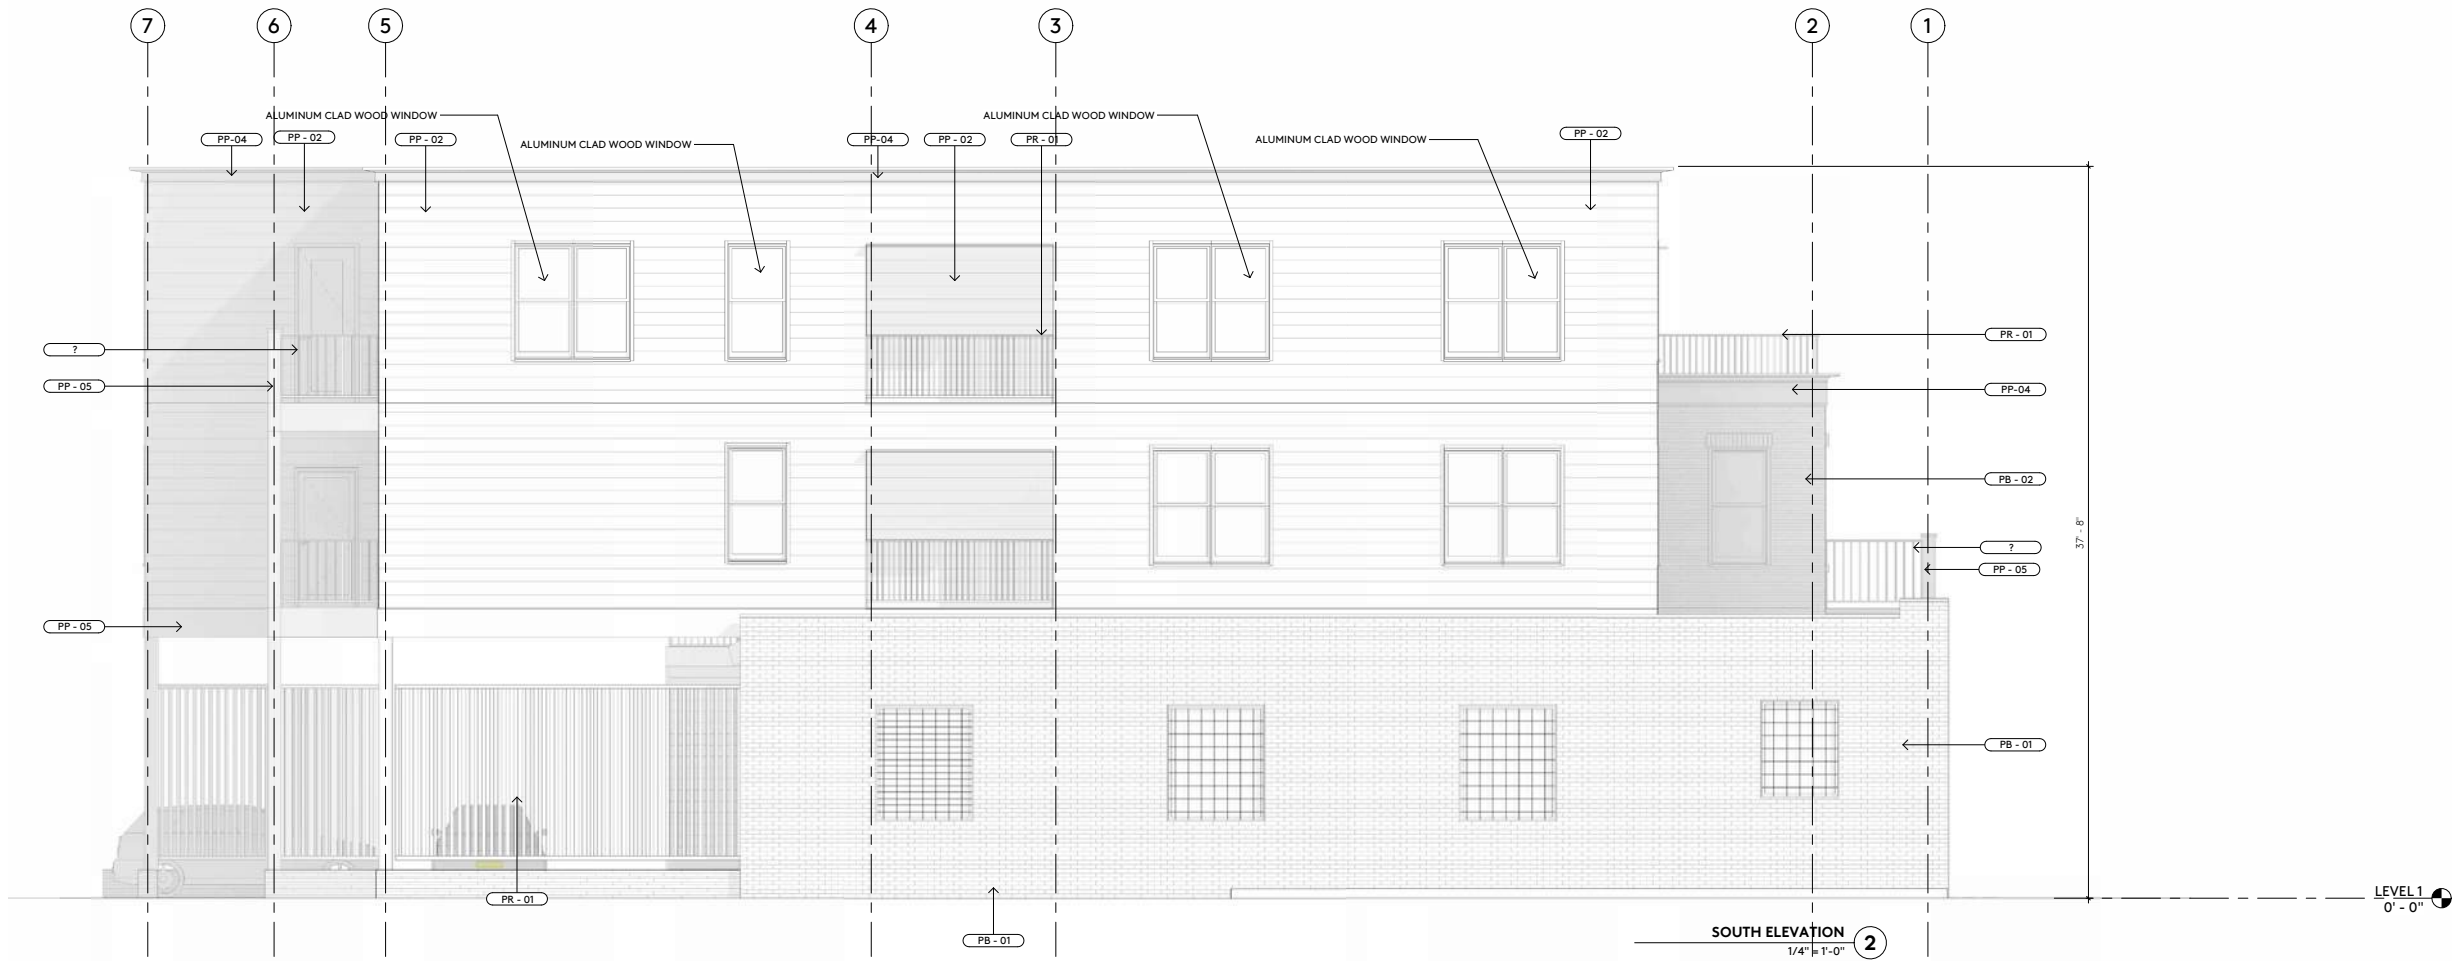 7
6
5
4
3
2
1
ALUMINUM CLAD WOOD WINDOW
ALUMINUM CLAD WOOD WINDOW
PP-04
PP - 02
PP - 02
ALUMINUM CLAD WOOD WINDOW
PP-04
PP - 02
PR - 01
ALUMINUM CLAD WOOD WINDOW
PP - 02
?
PP - 05
PP - 05
PR - 01
PP-04
PB - 02
?
PP - 05
37' - 8"
PB - 01
PR - 01
PB - 01
LEVEL 1
0' - 0"
SOUTH ELEVATION
1/4" = 1'-0"
2